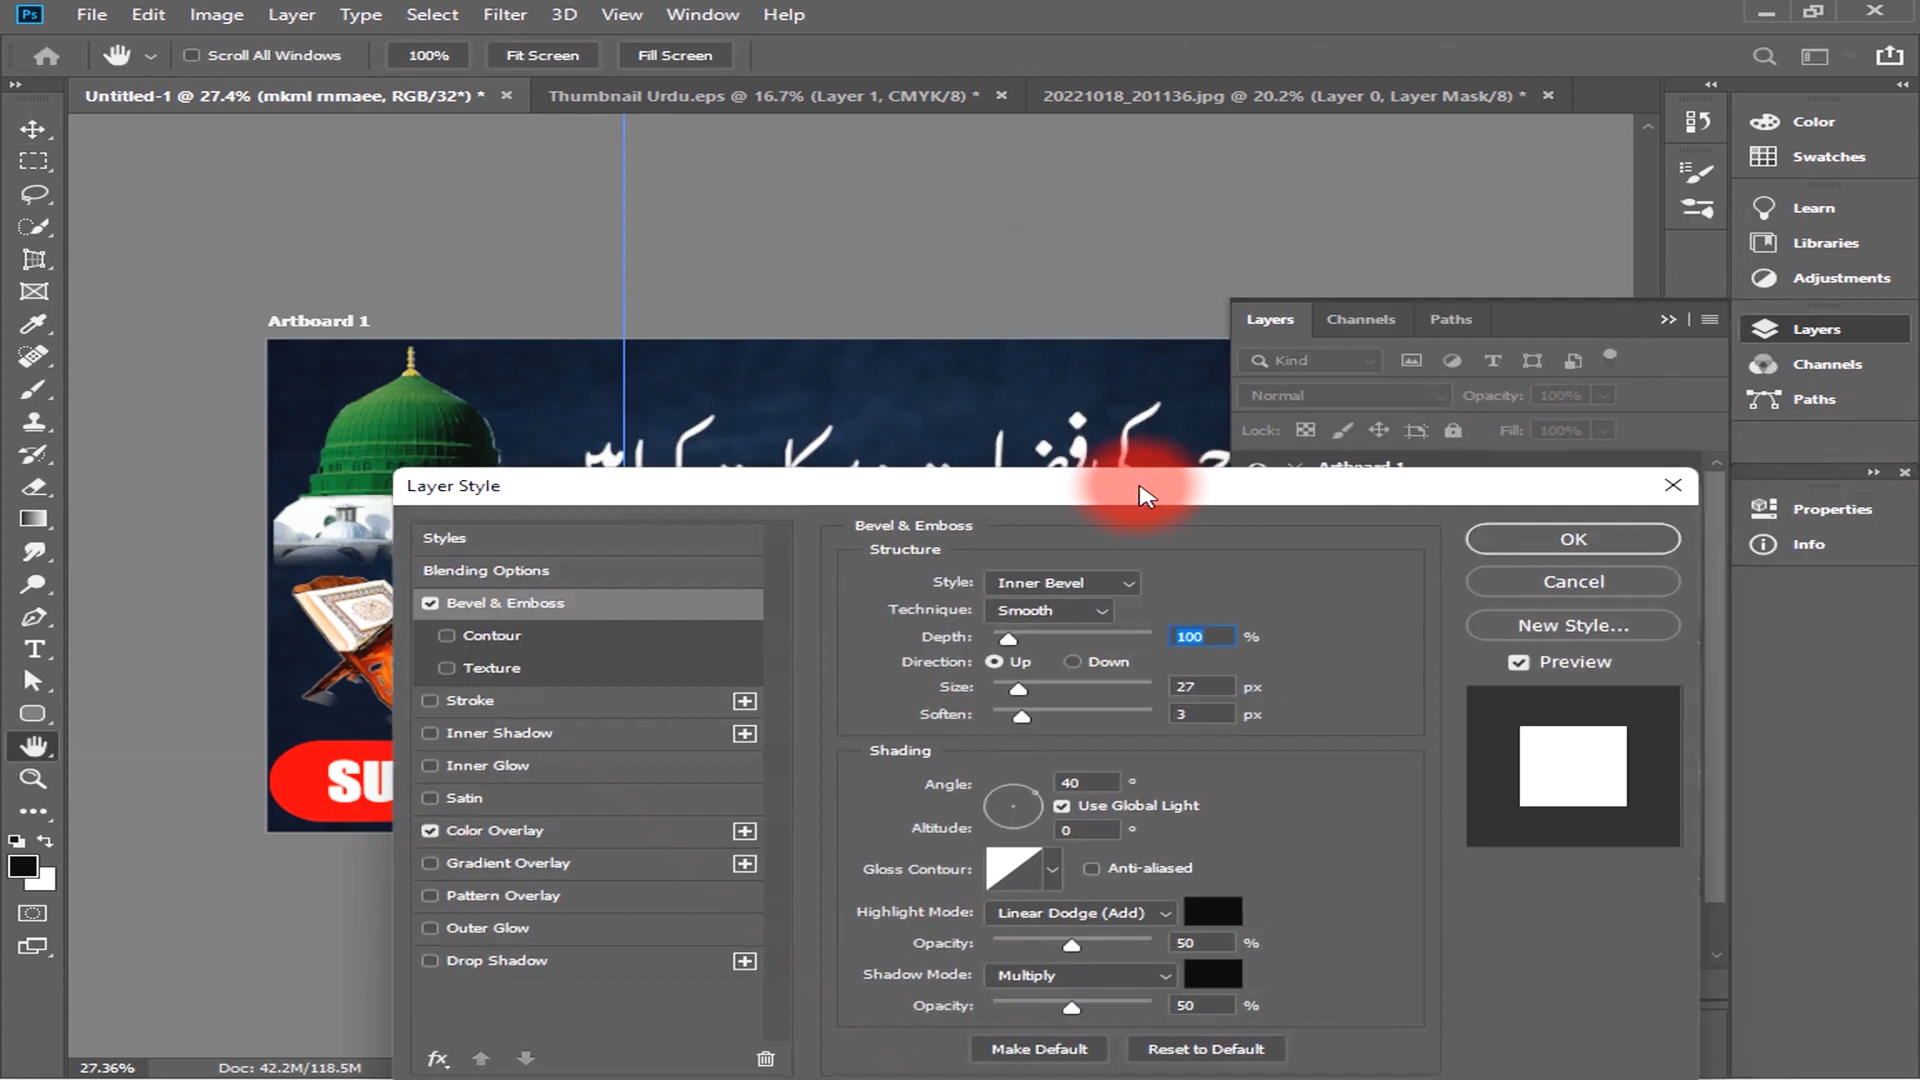 Ps File Edit Image Layer Type Select Filter 3D View Window Help
Scroll All Windows 100% Fit Screen Fill Screen
Untitled-1 @ 27.4% (mkml rnmaee, RGB/32*) * Thumbnail Urdu.eps @ 16.7% (Layer 1, CMYK/8) * 20221018_201136.jpg @ 20.2% (Layer 0, Layer Mask/8) *
Color
Swatches
Learn
Libraries
Adjustments
Layers
Channels
Paths
Properties
Info
Artboard 1
Layers Channels Paths
Kind
Normal Opacity: 100%
Lock: Fill: 100%
Artboard 1
SU
Layer Style
Styles
Blending Options
Bevel & Emboss
Contour
Texture
Stroke
Inner Shadow
Inner Glow
Satin
Color Overlay
Gradient Overlay
Pattern Overlay
Outer Glow
Drop Shadow
fx
Bevel & Emboss
Structure
Style: Inner Bevel
Technique: Smooth
Depth: 100 %
Direction: Up Down
Size: 27 px
Soften: 3 px
Shading
Angle: 40 °
Use Global Light
Altitude: 0 °
Gloss Contour: Anti-aliased
Highlight Mode: Linear Dodge (Add)
Opacity: 50 %
Shadow Mode: Multiply
Opacity: 50 %
Make Default Reset to Default
OK
Cancel
New Style...
Preview
27.36% Doc: 42.2M/118.5M